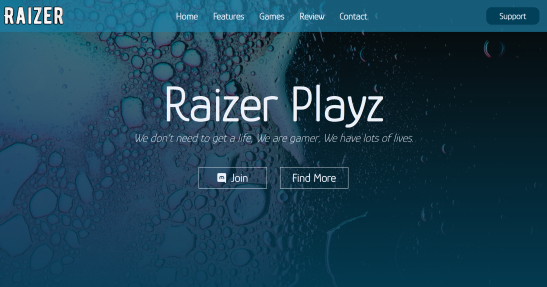 RAIZER
Home Features Games Review Contact
Support
Raizer Playz
We don't need to get a life, We are gamer, We have lots of lives.
Join
Find More